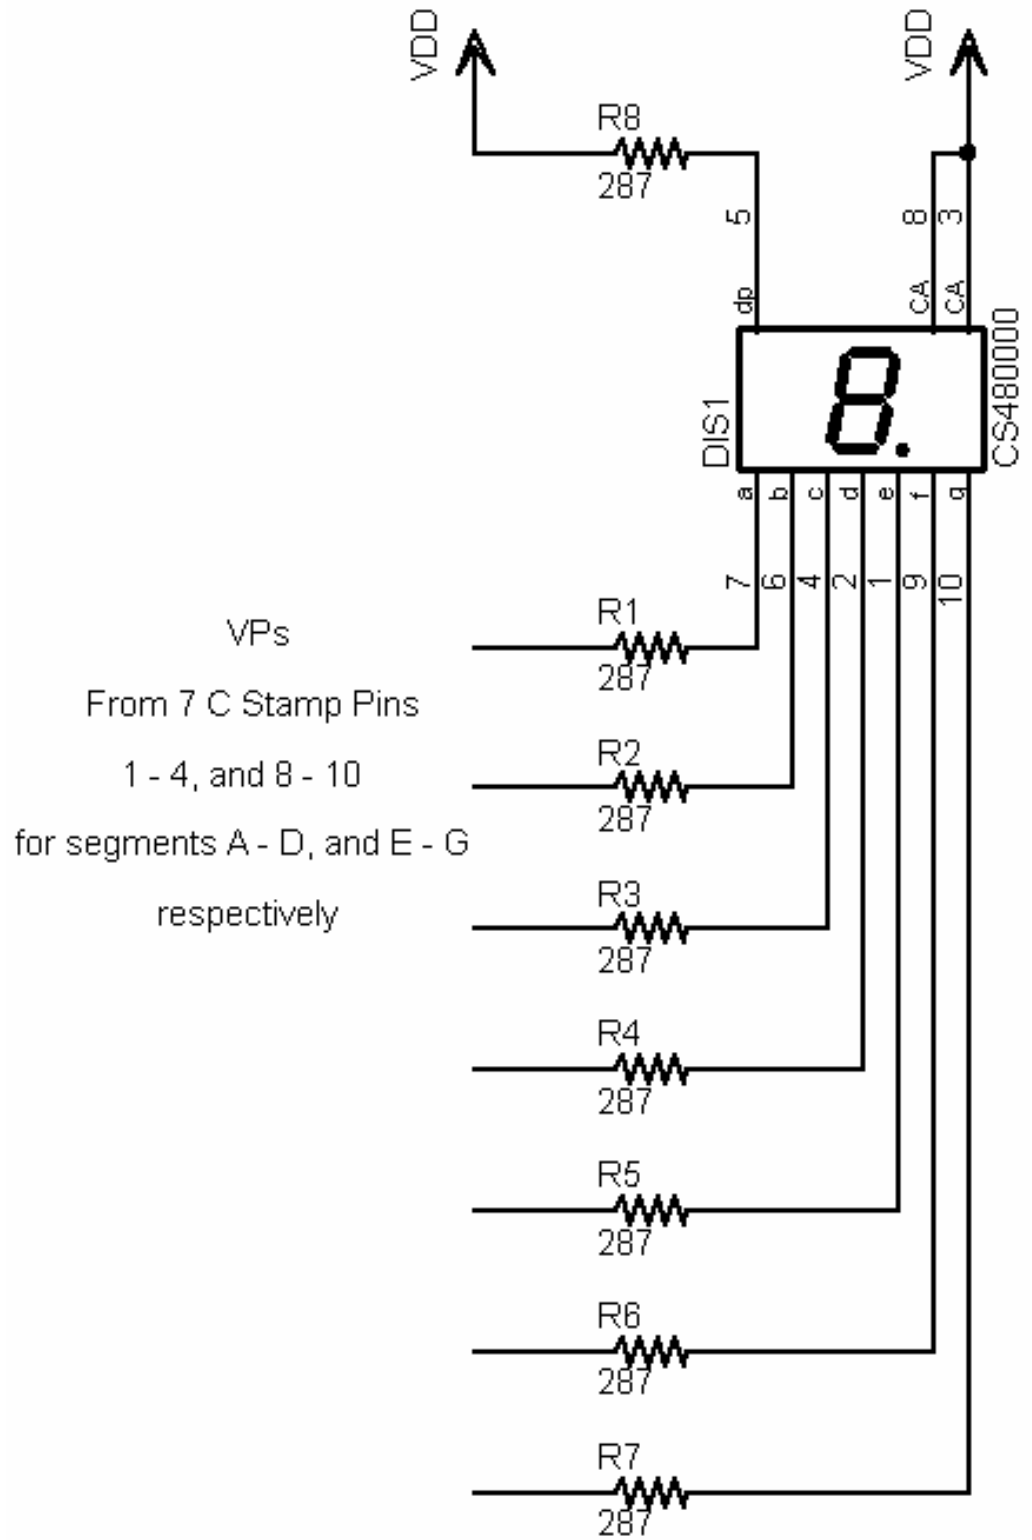 VDD
VDD
R8
287
5
8
3
dp
CA
CA
DIS1
CS480000
a
b
c
d
e
f
g
7
6
4
2
1
9
10
R1
287
VPs
From 7 C Stamp Pins
1 - 4, and 8 - 10
for segments A - D, and E - G
respectively
R2
287
R3
287
R4
287
R5
287
R6
287
R7
287